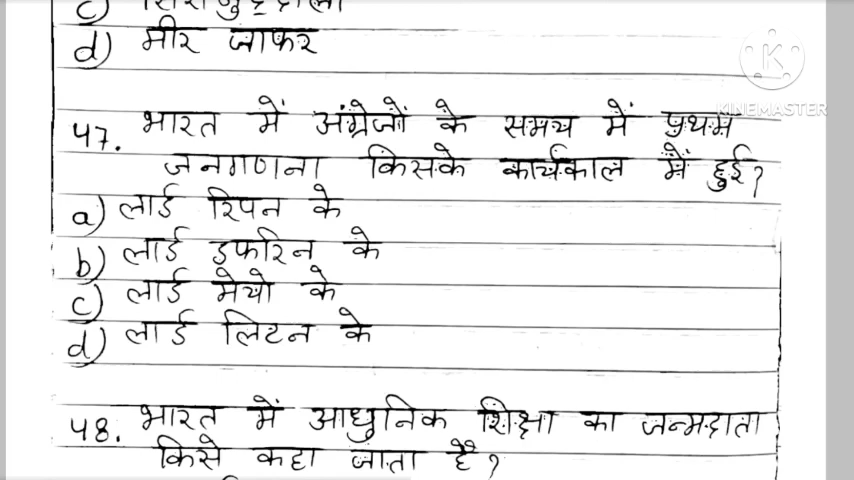 c) सिराजुद्दौला
d) मीर जाफर
KINEMASTER
47. भारत में अंग्रेजों के समय में प्रथम
जनगणना किसके कार्यकाल में हुई?
a) लार्ड रिपन के
b) लार्ड डफरिन के
c) लार्ड मेयो के
d) लार्ड लिटन के
48. भारत में आधुनिक शिक्षा का जन्मदाता
किसे कहा जाता है?